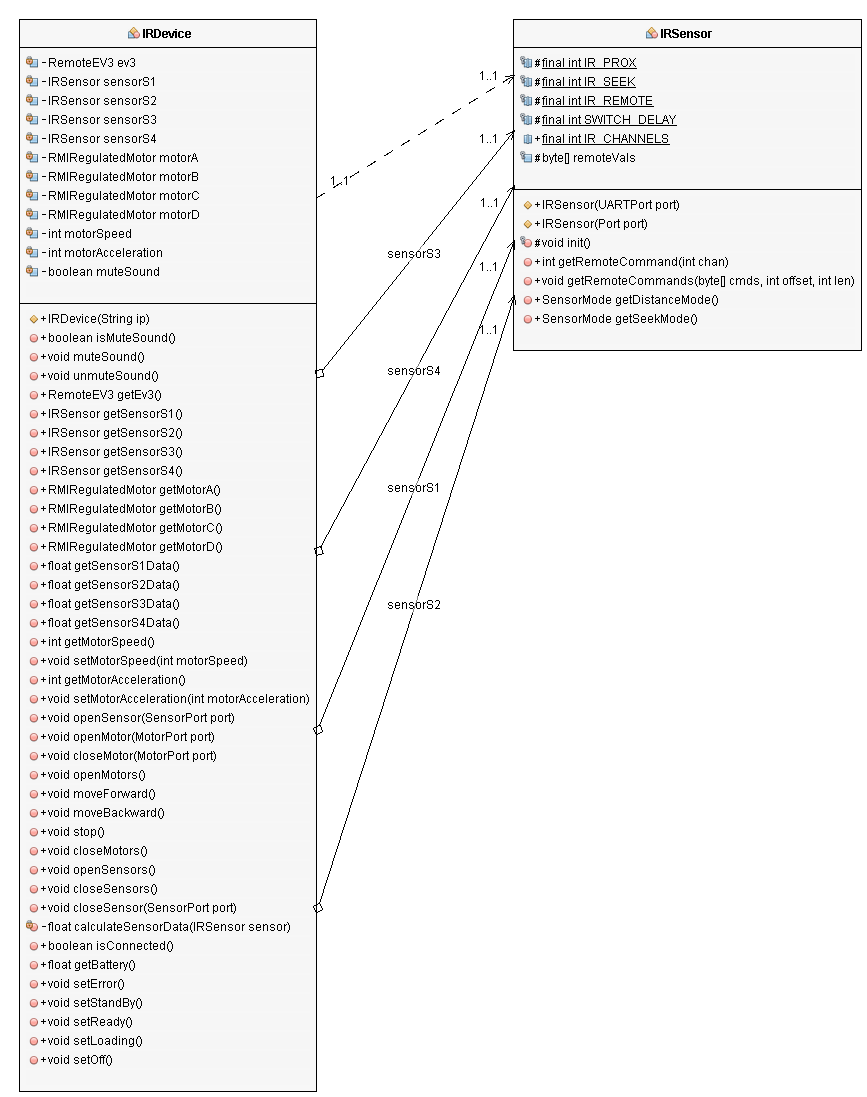 IRDevice
-RemoteEV3 ev3
-IRSensor sensorS1
-IRSensor sensorS2
-IRSensor sensorS3
-IRSensor sensorS4
-RMIRegulatedMotor motorA
-RMIRegulatedMotor motorB
-RMIRegulatedMotor motorC
-RMIRegulatedMotor motorD
-int motorSpeed
-int motorAcceleration
-boolean muteSound
+IRDevice(String ip)
+boolean isMuteSound()
+void muteSound()
+void unmuteSound()
+RemoteEV3 getEv3()
+IRSensor getSensorS1()
+IRSensor getSensorS2()
+IRSensor getSensorS3()
+IRSensor getSensorS4()
+RMIRegulatedMotor getMotorA()
+RMIRegulatedMotor getMotorB()
+RMIRegulatedMotor getMotorC()
+RMIRegulatedMotor getMotorD()
+float getSensorS1Data()
+float getSensorS2Data()
+float getSensorS3Data()
+float getSensorS4Data()
+int getMotorSpeed()
+void setMotorSpeed(int motorSpeed)
+int getMotorAcceleration()
+void setMotorAcceleration(int motorAcceleration)
+void openSensor(SensorPort port)
+void openMotor(MotorPort port)
+void closeMotor(MotorPort port)
+void openMotors()
+void moveForward()
+void moveBackward()
+void stop()
+void closeMotors()
+void openSensors()
+void closeSensors()
+void closeSensor(SensorPort port)
-float calculateSensorData(IRSensor sensor)
+boolean isConnected()
+float getBattery()
+void setError()
+void setStandBy()
+void setReady()
+void setLoading()
+void setOff()
1..1
1..1
1..1
1..1
1..1
1..1
sensorS3
sensorS4
sensorS1
sensorS2
IRSensor
#final int IR_PROX
#final int IR_SEEK
#final int IR_REMOTE
#final int SWITCH_DELAY
+final int IR_CHANNELS
#byte[] remoteVals
+IRSensor(UARTPort port)
+IRSensor(Port port)
#void init()
+int getRemoteCommand(int chan)
+void getRemoteCommands(byte[] cmds, int offset, int len)
+SensorMode getDistanceMode()
+SensorMode getSeekMode()